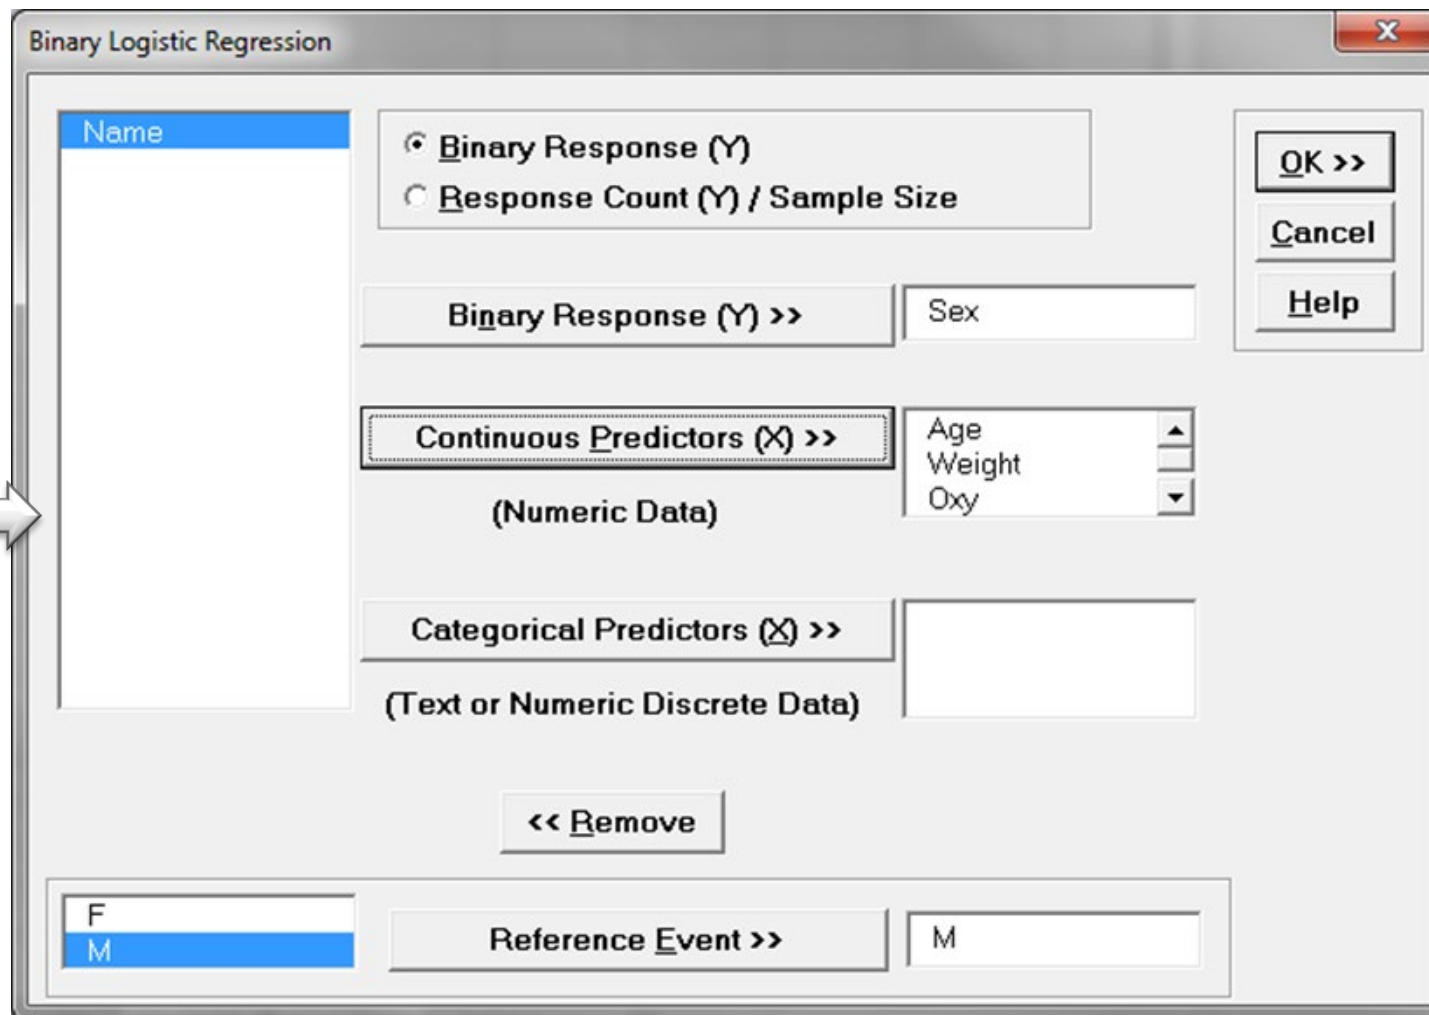 Binary Logistic Regression
x
Name
Binary Response (Y)
Response Count (Y) / Sample Size
OK >>
Cancel
Help
Binary Response (Y) >>
Sex
Continuous Predictors (X) >>
(Numeric Data)
Age
Weight
Oxy
Categorical Predictors (X) >>
(Text or Numeric Discrete Data)
<< Remove
F
M
Reference Event >>
M